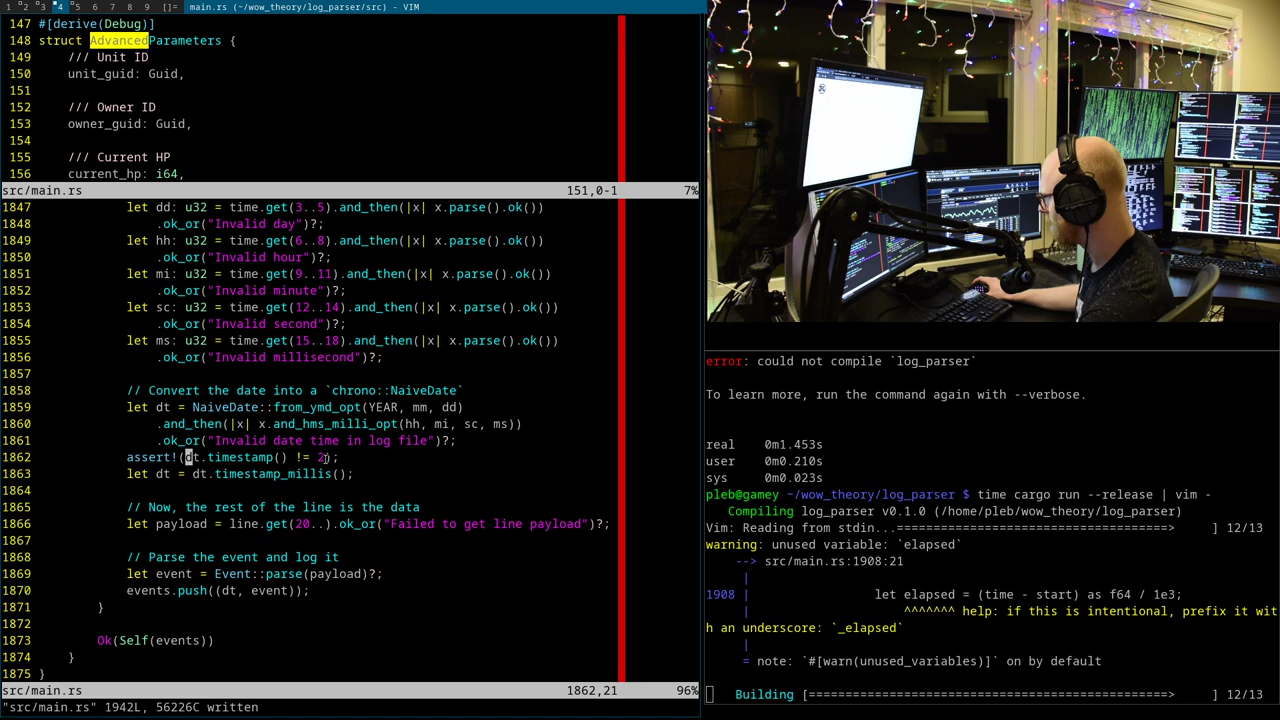 1 2 3 4 5 6 7 8 9 []= main.rs (~/wow_theory/log_parser/src) - VIM
147 #[derive(Debug)]
148 struct AdvancedParameters {
149 /// Unit ID
150 unit_guid: Guid,
151
152 /// Owner ID
153 owner_guid: Guid,
154
155 /// Current HP
156 current_hp: i64,
src/main.rs 151,0-1 7%
1847 let dd: u32 = time.get(3..5).and_then(|x| x.parse().ok())
1848 .ok_or("Invalid day")?;
1849 let hh: u32 = time.get(6..8).and_then(|x| x.parse().ok())
1850 .ok_or("Invalid hour")?;
1851 let mi: u32 = time.get(9..11).and_then(|x| x.parse().ok())
1852 .ok_or("Invalid minute")?;
1853 let sc: u32 = time.get(12..14).and_then(|x| x.parse().ok())
1854 .ok_or("Invalid second")?;
1855 let ms: u32 = time.get(15..18).and_then(|x| x.parse().ok())
1856 .ok_or("Invalid millisecond")?;
1857
1858 // Convert the date into a `chrono::NaiveDate`
1859 let dt = NaiveDate::from_ymd_opt(YEAR, mm, dd)
1860 .and_then(|x| x.and_hms_milli_opt(hh, mi, sc, ms))
1861 .ok_or("Invalid date time in log file")?;
1862 assert!(dt.timestamp() != 2);
1863 let dt = dt.timestamp_millis();
1864
1865 // Now, the rest of the line is the data
1866 let payload = line.get(20..).ok_or("Failed to get line payload")?;
1867
1868 // Parse the event and log it
1869 let event = Event::parse(payload)?;
1870 events.push((dt, event));
1871 }
1872
1873 Ok(Self(events))
1874 }
1875 }
src/main.rs 1862,21 96%
"src/main.rs" 1942L, 56226C written
error: could not compile `log_parser`
To learn more, run the command again with --verbose.
real 0m1.453s
user 0m0.210s
sys 0m0.023s
pleb@gamey ~/wow_theory/log_parser $ time cargo run --release | vim -
Compiling log_parser v0.1.0 (/home/pleb/wow_theory/log_parser)
Vim: Reading from stdin...===================================> ] 12/13
warning: unused variable: `elapsed`
--> src/main.rs:1908:21
|
1908 | let elapsed = (time - start) as f64 / 1e3;
| ^^^^^^^ help: if this is intentional, prefix it wit
h an underscore: `_elapsed`
|
= note: `#[warn(unused_variables)]` on by default
Building [=================================================> ] 12/13